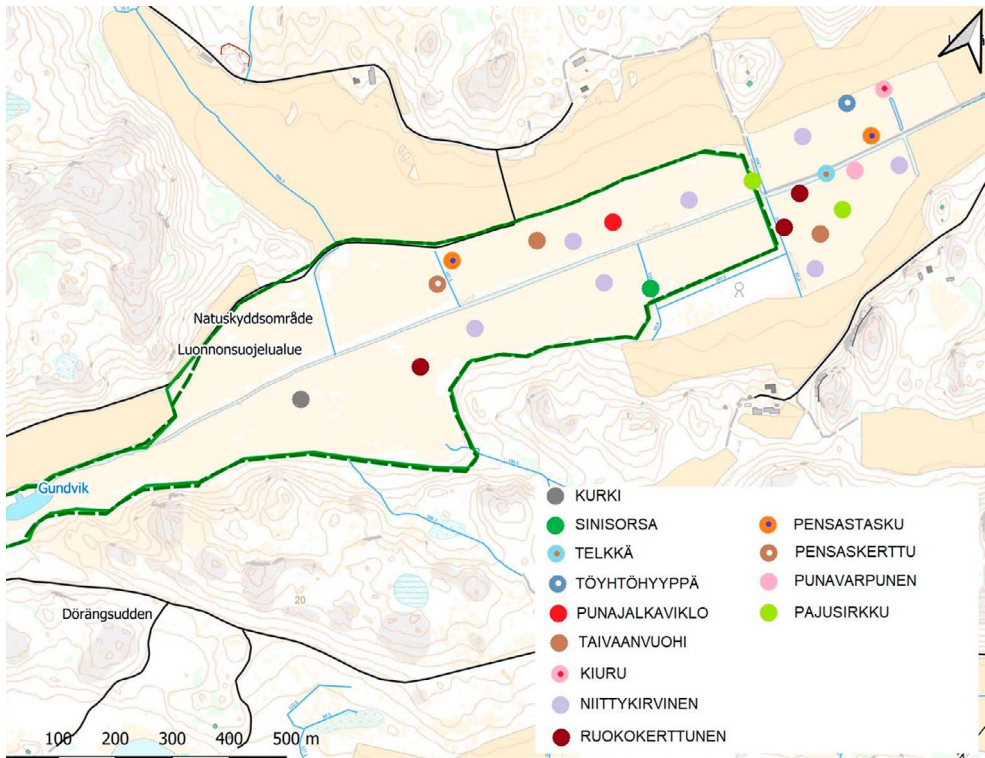 Natuskyddsområde
Luonnonsuojelualue
Gundvik
Dörängsudden
20
100 200 300 400 500 m
KURKI
SINISORSA
TELKKÄ
TÖYHTÖHYYPPÄ
PUNAJALKAVIKLO
TAIVAANVUOHI
KIURU
NIITTYKIRVINEN
RUOKOKERTTUNEN
PENSASTASKU
PENSASKERTTU
PUNAVARPUNEN
PAJUSIRKKU